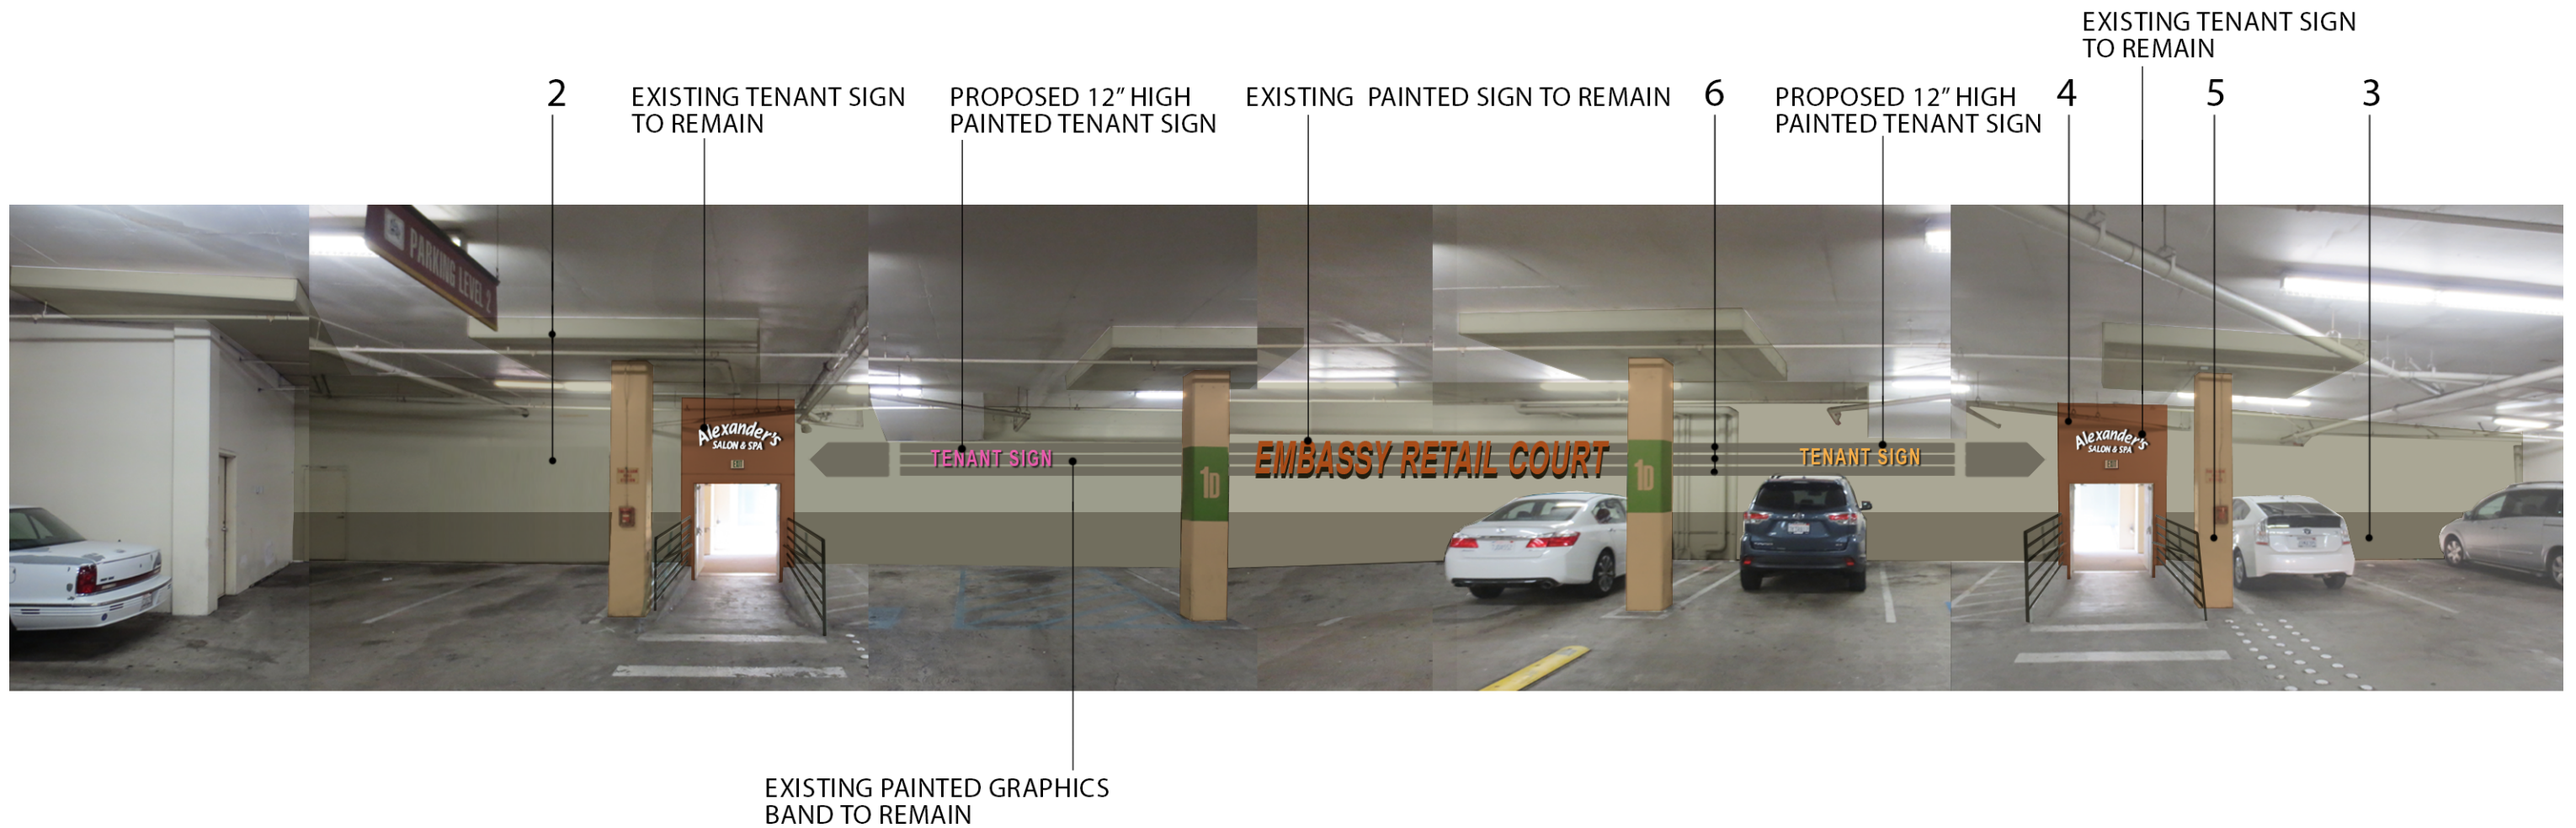 EXISTING TENANT SIGN
TO REMAIN
2
EXISTING TENANT SIGN
TO REMAIN
PROPOSED 12” HIGH
PAINTED TENANT SIGN
EXISTING PAINTED SIGN TO REMAIN
6
PROPOSED 12” HIGH
PAINTED TENANT SIGN
4
5
3
PARKING LEVEL 2
Alexander's
SALON & SPA
EXIT
TENANT SIGN
1D
EMBASSY RETAIL COURT
1D
TENANT SIGN
Alexander's
SALON & SPA
EXISTING PAINTED GRAPHICS
BAND TO REMAIN